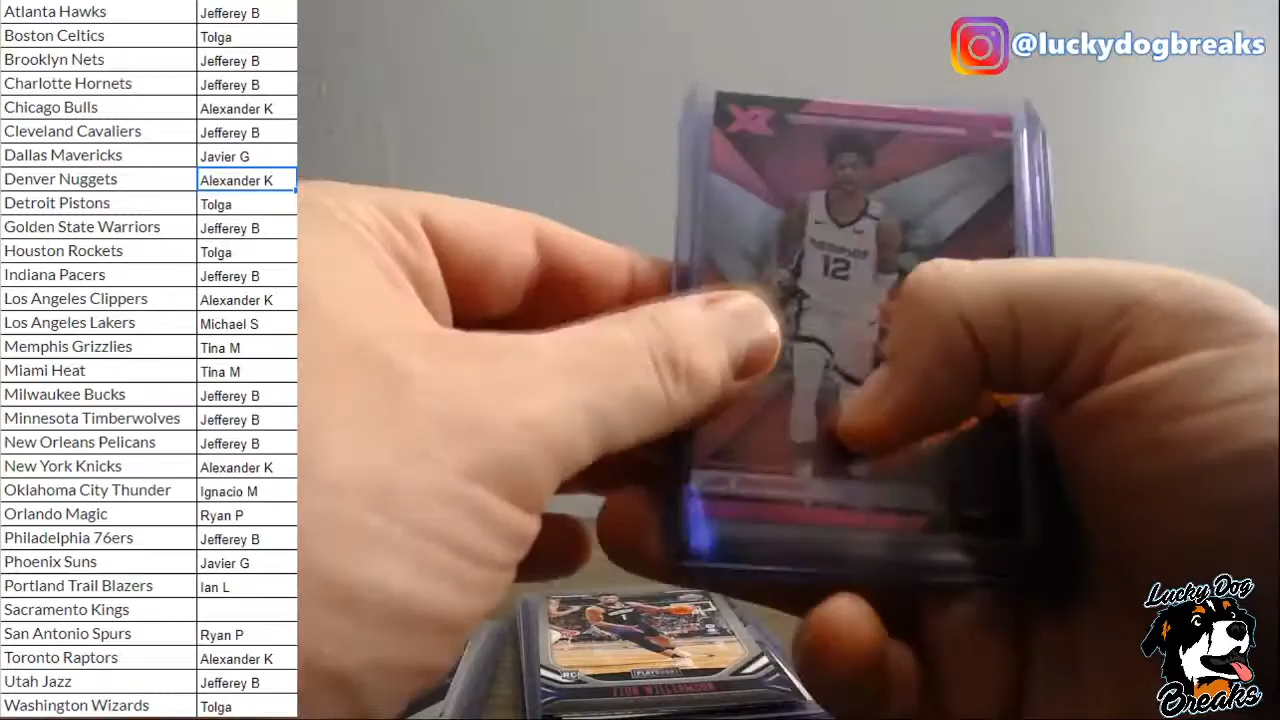 Atlanta Hawks Jefferey B
Boston Celtics Tolga
Brooklyn Nets Jefferey B
Charlotte Hornets Jefferey B
Chicago Bulls Alexander K
Cleveland Cavaliers Jefferey B
Dallas Mavericks Javier G
Denver Nuggets Alexander K
Detroit Pistons Tolga
Golden State Warriors Jefferey B
Houston Rockets Tolga
Indiana Pacers Jefferey B
Los Angeles Clippers Alexander K
Los Angeles Lakers Michael S
Memphis Grizzlies Tina M
Miami Heat Tina M
Milwaukee Bucks Jefferey B
Minnesota Timberwolves Jefferey B
New Orleans Pelicans Jefferey B
New York Knicks Alexander K
Oklahoma City Thunder Ignacio M
Orlando Magic Ryan P
Philadelphia 76ers Jefferey B
Phoenix Suns Javier G
Portland Trail Blazers Ian L
Sacramento Kings
San Antonio Spurs Ryan P
Toronto Raptors Alexander K
Utah Jazz Jefferey B
Washington Wizards Tolga
@luckydogbreaks
XR
MEMPHIS
12
RC
PLAYBOOK
ZION WILLIAMSON
Lucky Dog
Breaks